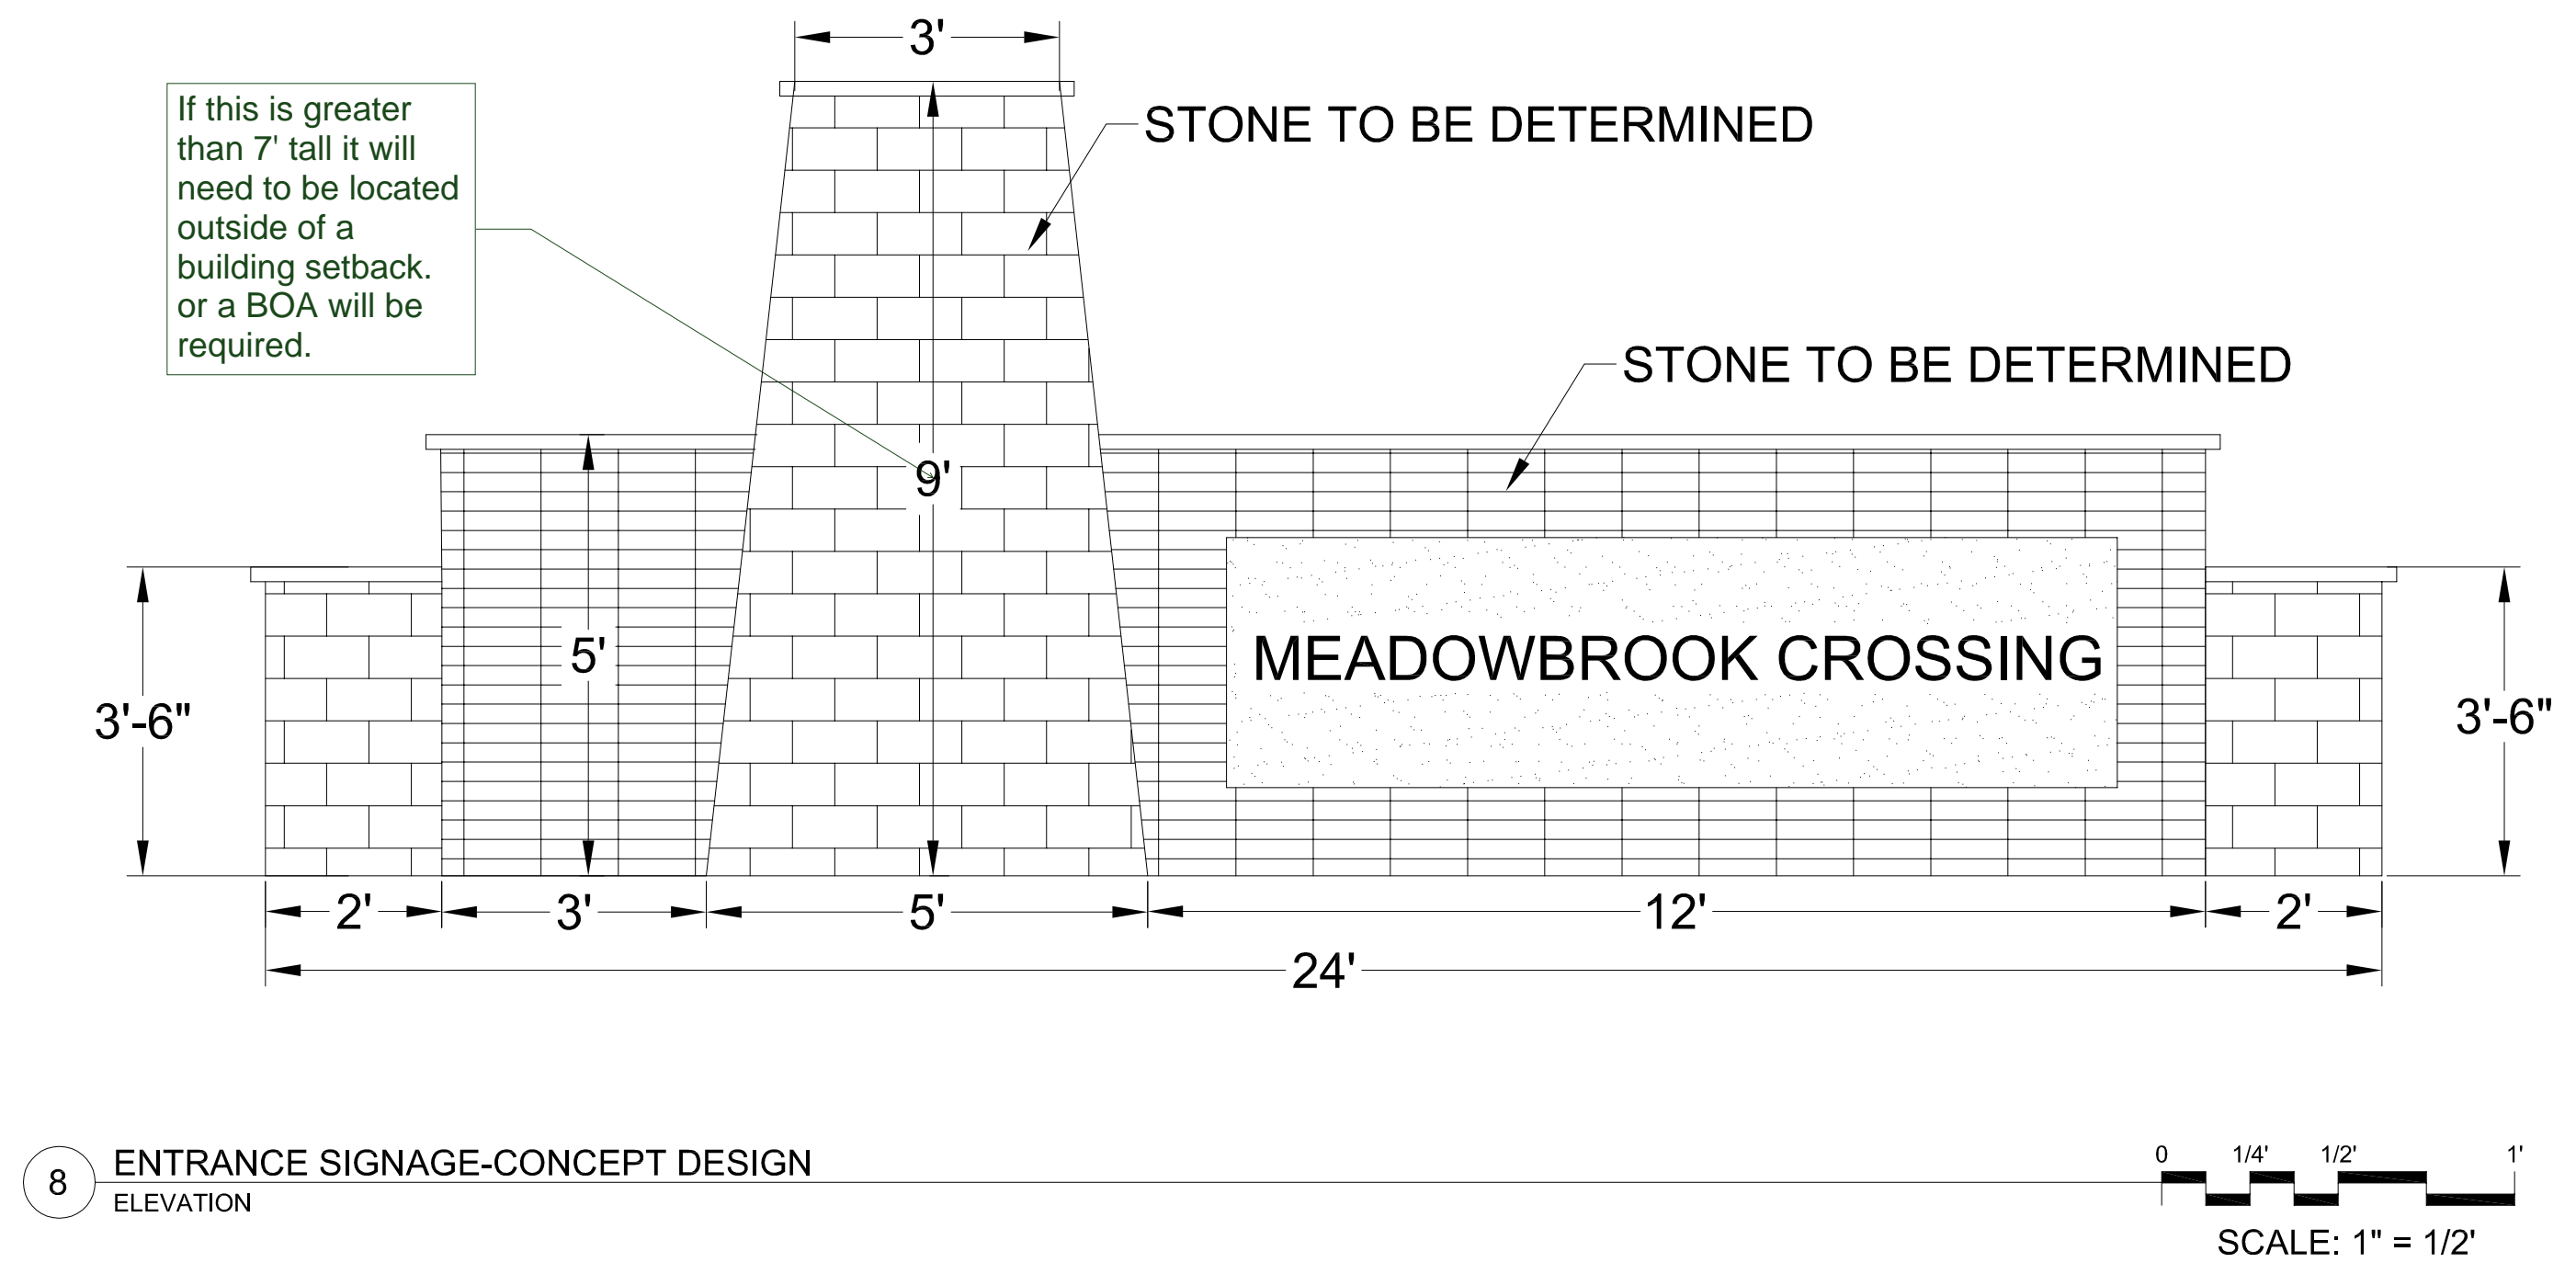 3'
If this is greater
than 7' tall it will
need to be located
outside of a
building setback.
or a BOA will be
required.
STONE TO BE DETERMINED
STONE TO BE DETERMINED
9'
5'
MEADOWBROOK CROSSING
3'-6"
3'-6"
2'
3'
5'
12'
2'
24'
8
ENTRANCE SIGNAGE-CONCEPT DESIGN
ELEVATION
0 1/4' 1/2' 1'
SCALE: 1" = 1/2'